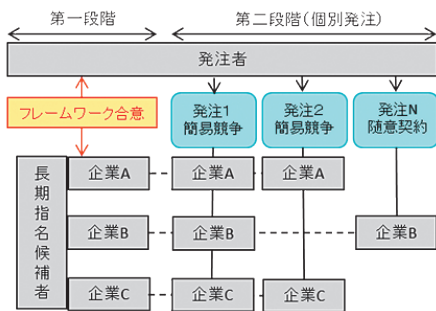 第一段階
第二段階(個別発注)
発注者
フレームワーク合意
発注1
簡易競争
発注2
簡易競争
発注N
随意契約
長期指名候補者
企業A
企業A
企業A
企業B
企業B
企業B
企業C
企業C
企業C